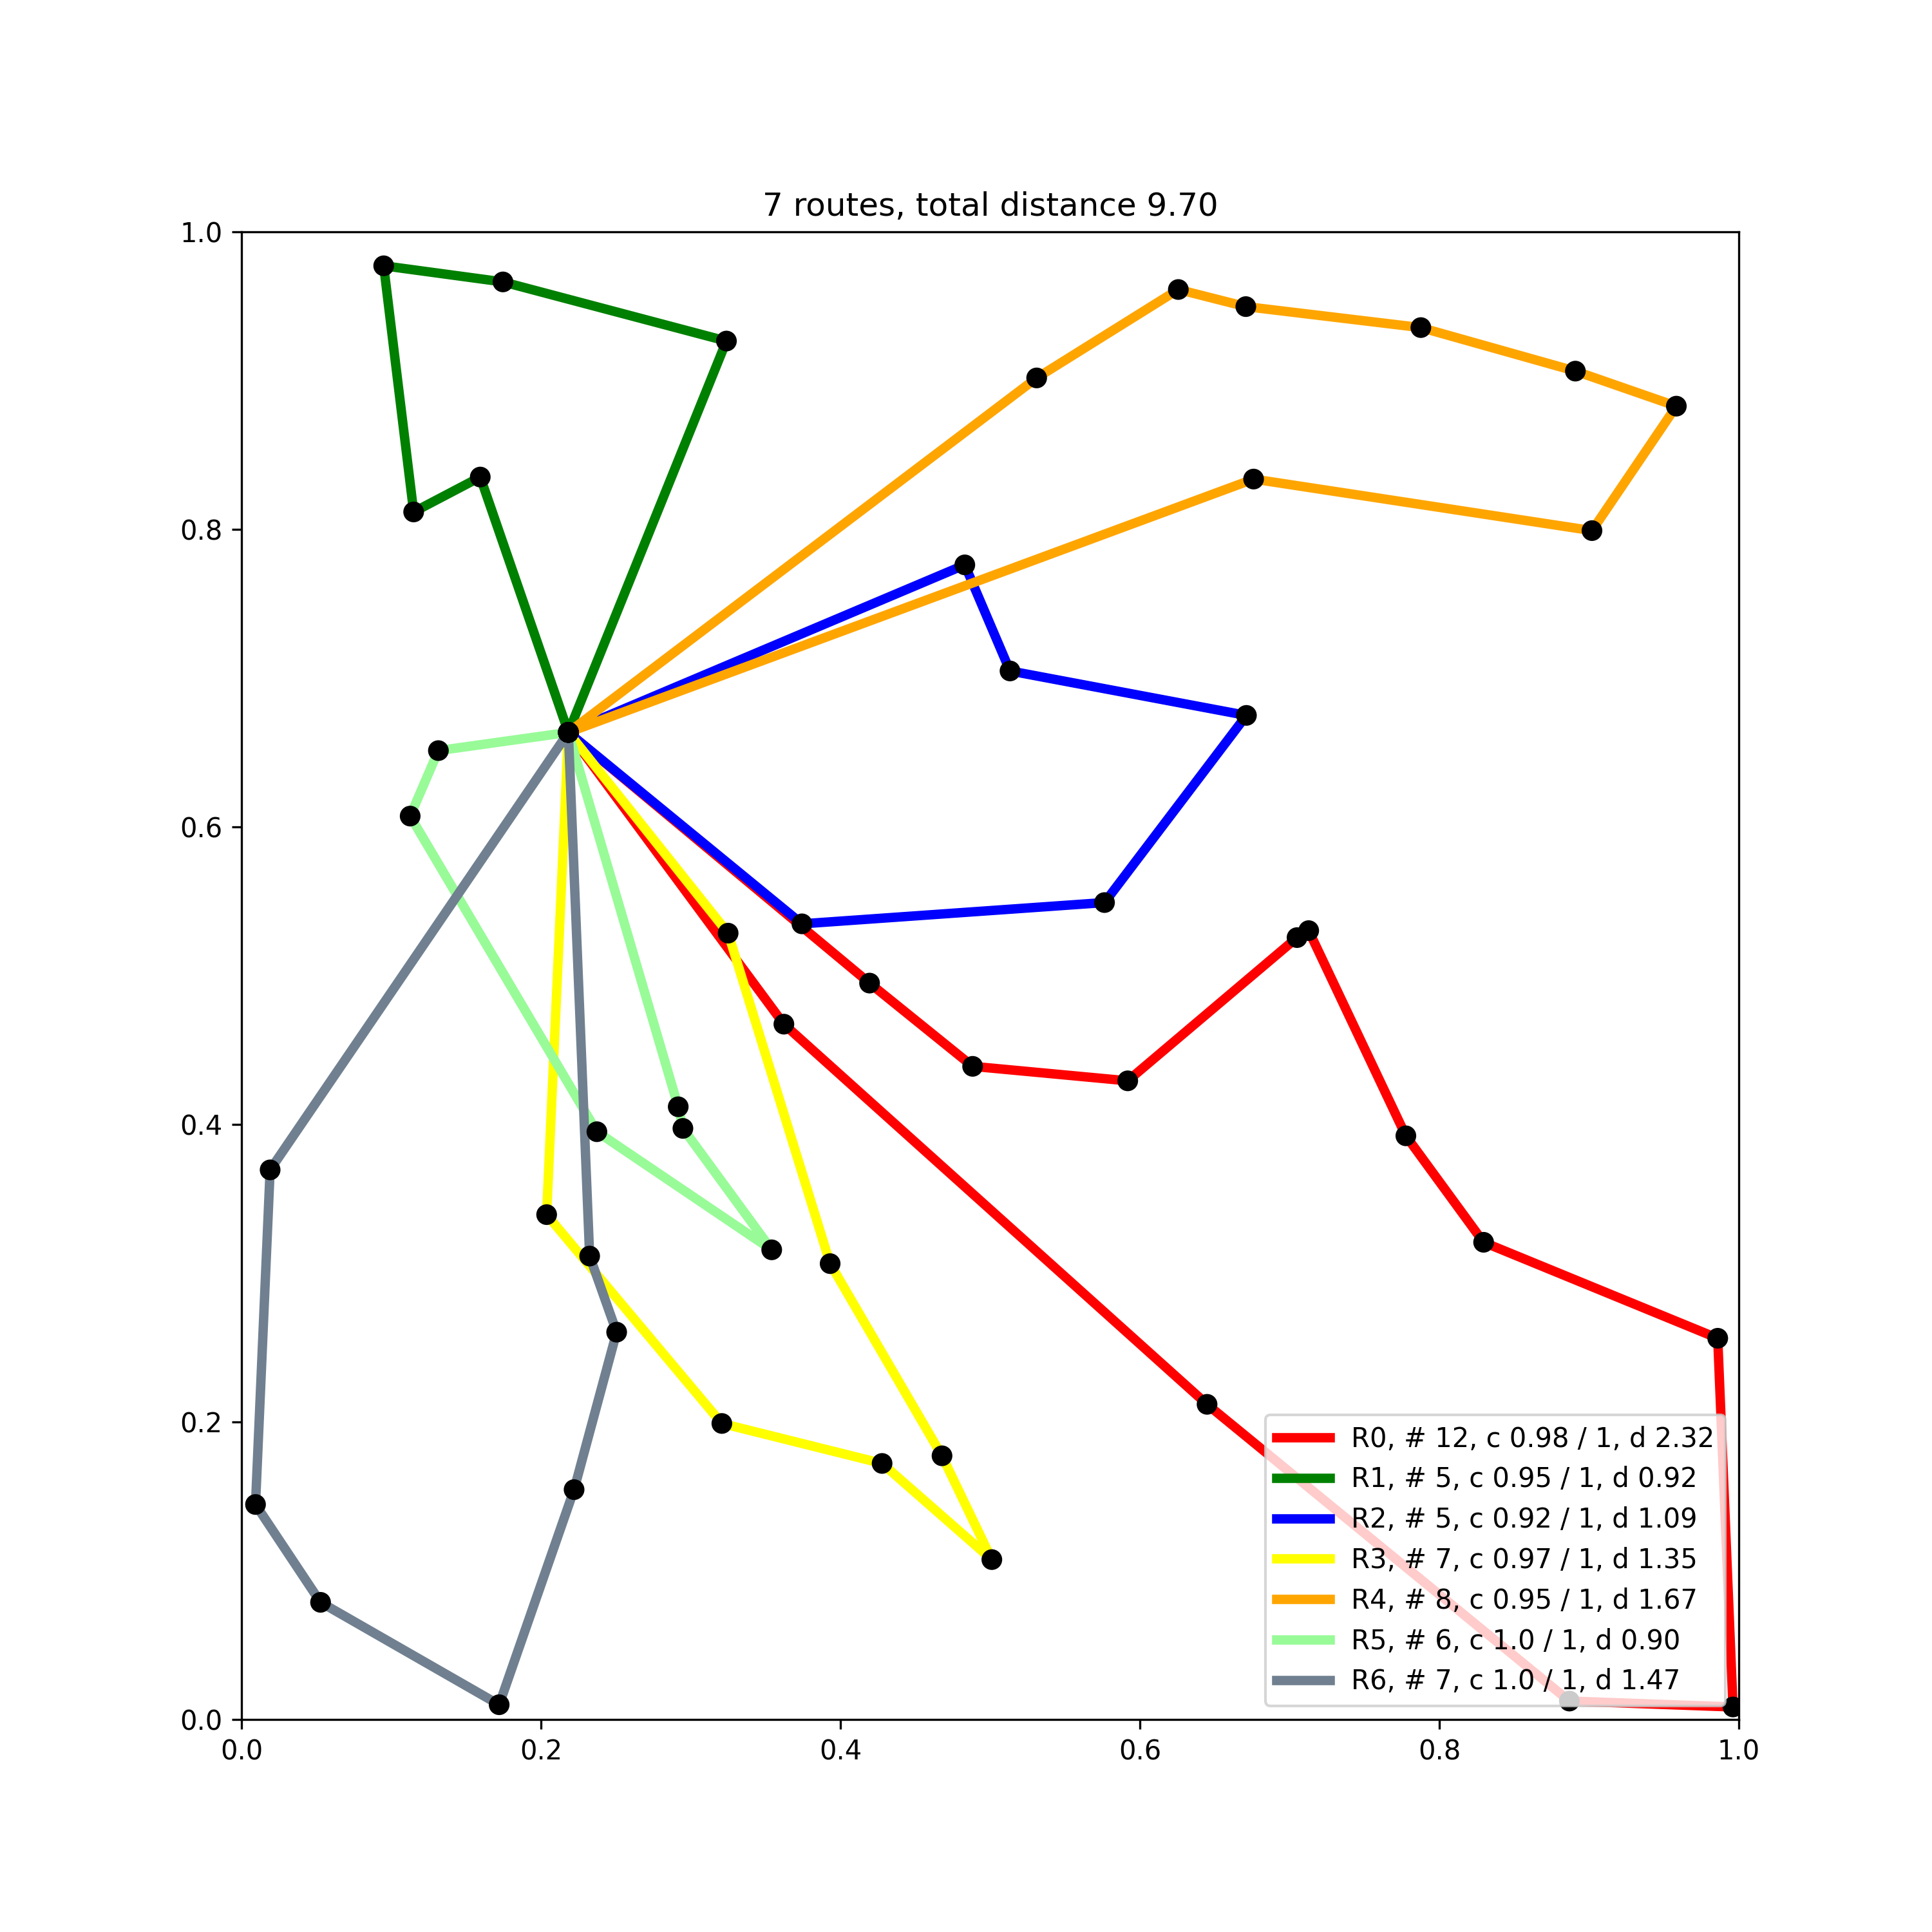 7 routes, total distance 9.70
1.0
0.8
0.6
0.4
0.2
0.0
R0, # 12, c 0.98 / 1, d 2.32
R1, # 5, c 0.95 / 1, d 0.92
R2, # 5, c 0.92 / 1, d 1.09
R3, # 7, c 0.97 / 1, d 1.35
R4, # 8, c 0.95 / 1, d 1.67
R5, # 6, c 1.0 / 1, d 0.90
R6, # 7, c 1.0 / 1, d 1.47
0.0 0.2 0.4 0.6 0.8 1.0